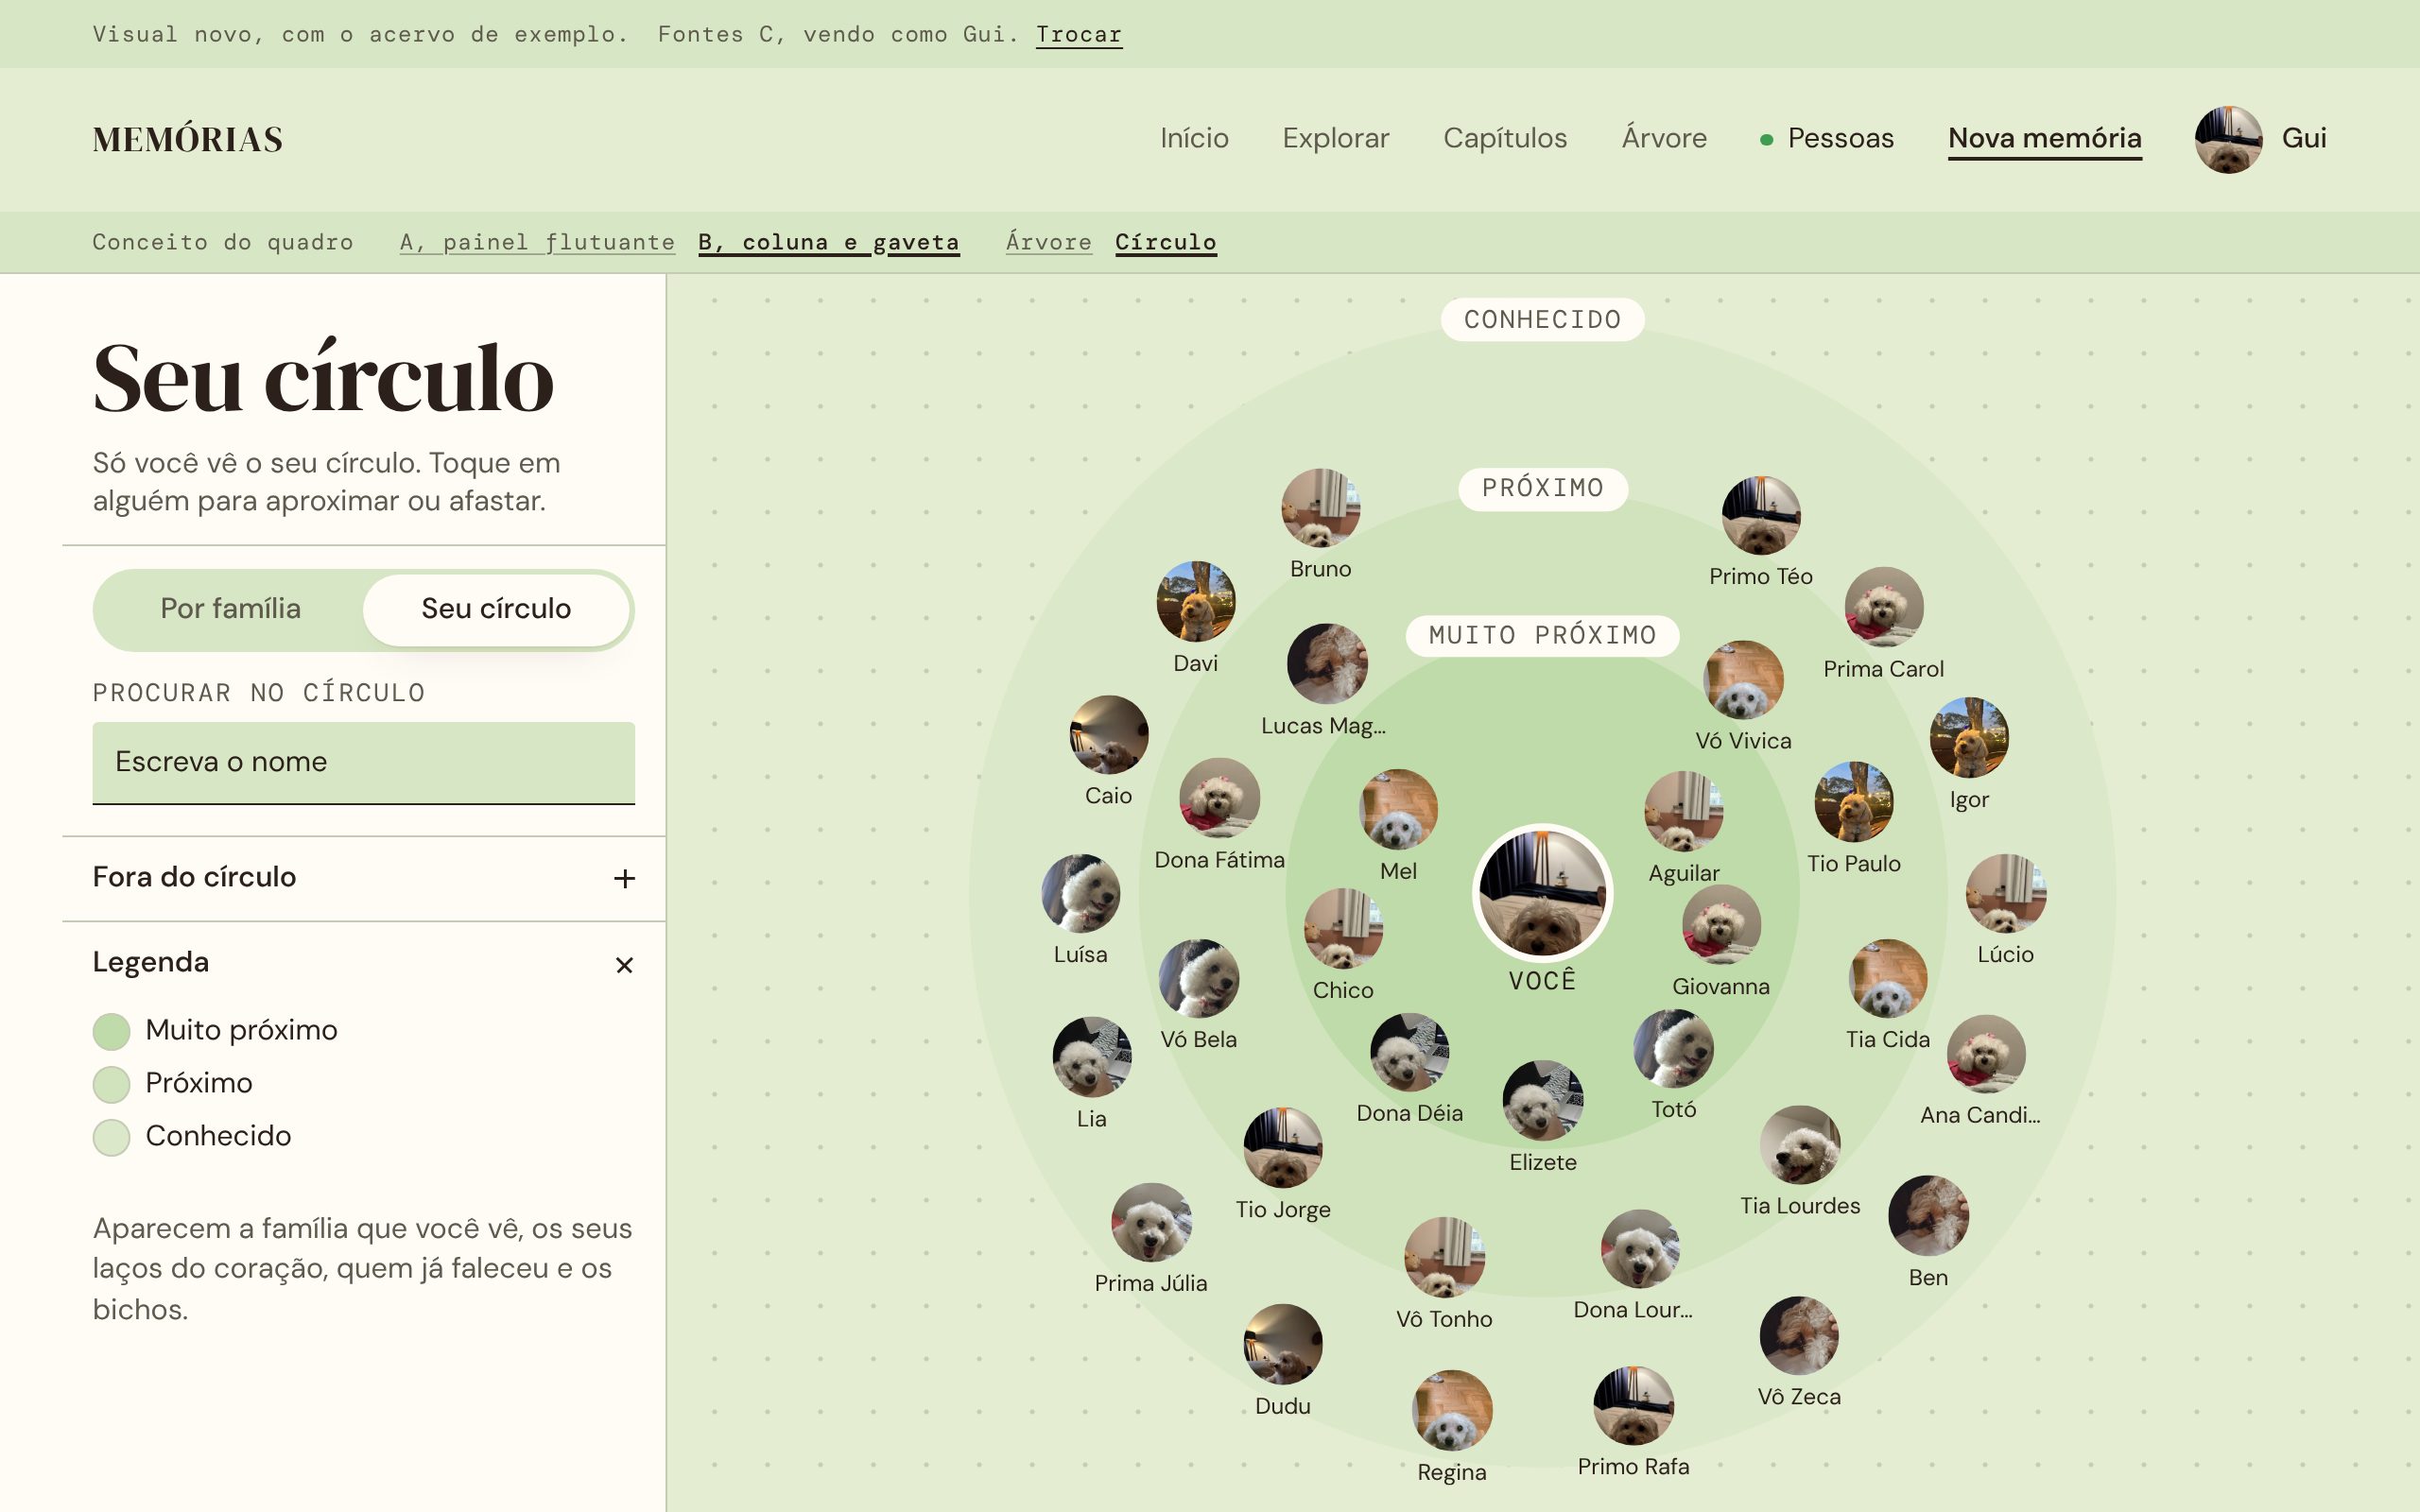 Visual novo, com o acervo de exemplo. Fontes C, vendo como Gui. Trocar
MEMÓRIAS
Início Explorar Capítulos Árvore Pessoas Nova memória Gui
Conceito do quadro A, painel flutuante B, coluna e gaveta Árvore Círculo
Seu círculo
Só você vê o seu círculo. Toque em
alguém para aproximar ou afastar.
Por família Seu círculo
PROCURAR NO CÍRCULO
Escreva o nome
Fora do círculo
Legenda
Muito próximo
Próximo
Conhecido
Aparecem a família que você vê, os seus
laços do coração, quem já faleceu e os
bichos.
CONHECIDO
PRÓXIMO
Bruno
Primo Téo
MUITO PRÓXIMO
Davi
Prima Carol
Lucas Mag...
Vó Vivica
Caio
Igor
Dona Fátima
Mel
Aguilar
Tio Paulo
Luísa
Chico
VOCÊ
Giovanna
Lúcio
Vó Bela
Tia Cida
Lia
Dona Déia
Totó
Ana Candi...
Elizete
Tio Jorge
Tia Lourdes
Prima Júlia
Ben
Vô Tonho
Dona Lour...
Dudu
Vô Zeca
Regina
Primo Rafa